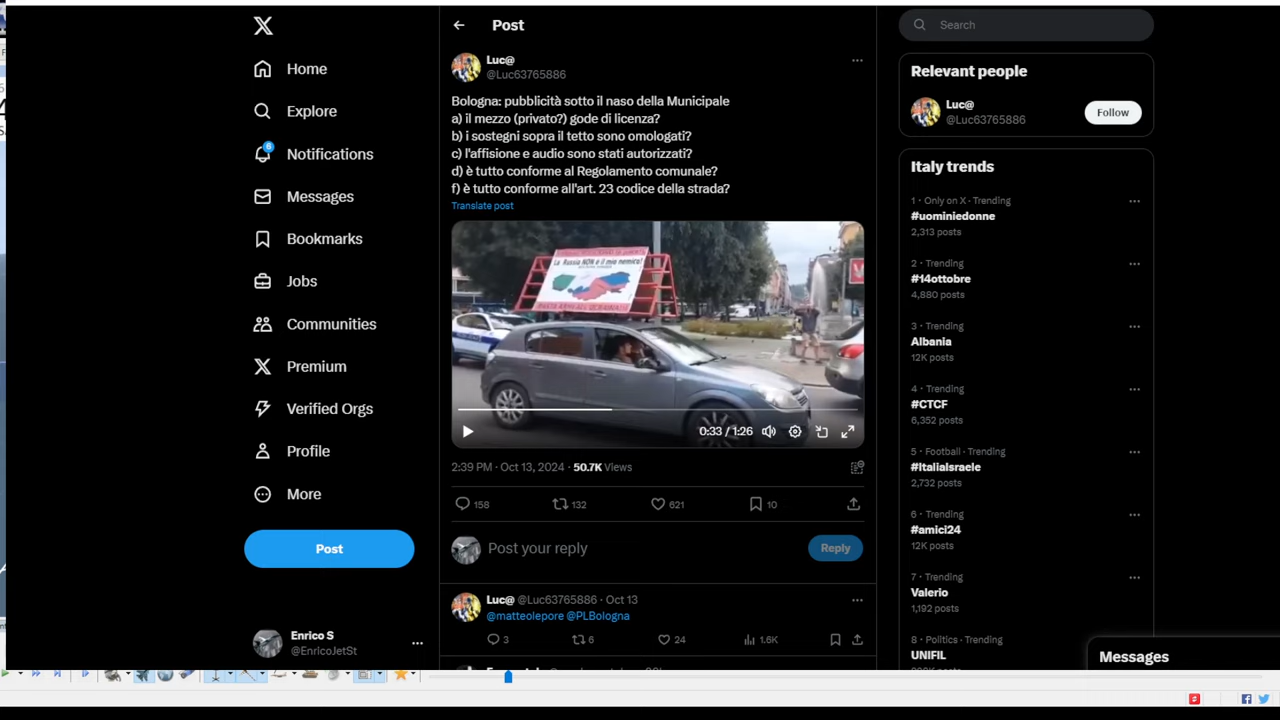 Post
Search
Luc@
@Luc63765886
Relevant people
Home
Luc@
@Luc63765886
Follow
Bologna: pubblicità sotto il naso della Municipale
a) il mezzo (privato?) gode di licenza?
b) i sostegni sopra il tetto sono omologati?
c) l'affisione e audio sono stati autorizzati?
d) è tutto conforme al Regolamento comunale?
f) è tutto conforme all'art. 23 codice della strada?
Translate post
Explore
6
Notifications
Messages
Bookmarks
Jobs
Communities
Premium
Verified Orgs
Profile
More
Post
Enrico S
@EnricoJetSt
La Russia NON è il mio nemico!
0:33 / 1:26
2:39 PM · Oct 13, 2024 · 50.7K Views
158
132
621
10
Post your reply
Reply
Luc@ @Luc63765886 · Oct 13
@matteolepore @PLBologna
3
6
24
1.6K
Italy trends
1 · Only on X · Trending
#uominiedonne
2,313 posts
2 · Trending
#14ottobre
4,880 posts
3 · Trending
Albania
12K posts
4 · Trending
#CTCF
6,352 posts
5 · Football · Trending
#ItaliaIsraele
2,732 posts
6 · Trending
#amici24
12K posts
7 · Trending
Valerio
1,192 posts
8 · Politics · Trending
UNIFIL
Messages